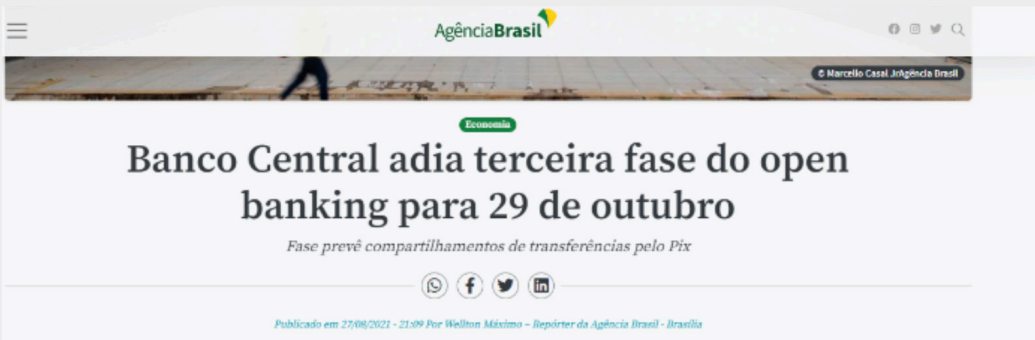 AgênciaBrasil
© Marcello Casal JrAgência Brasil
Economia
Banco Central adia terceira fase do open
banking para 29 de outubro
Fase prevê compartilhamentos de transferências pelo Pix
Publicado em 27/08/2021 - 21:09 Por Wellton Máximo – Repórter da Agência Brasil - Brasília